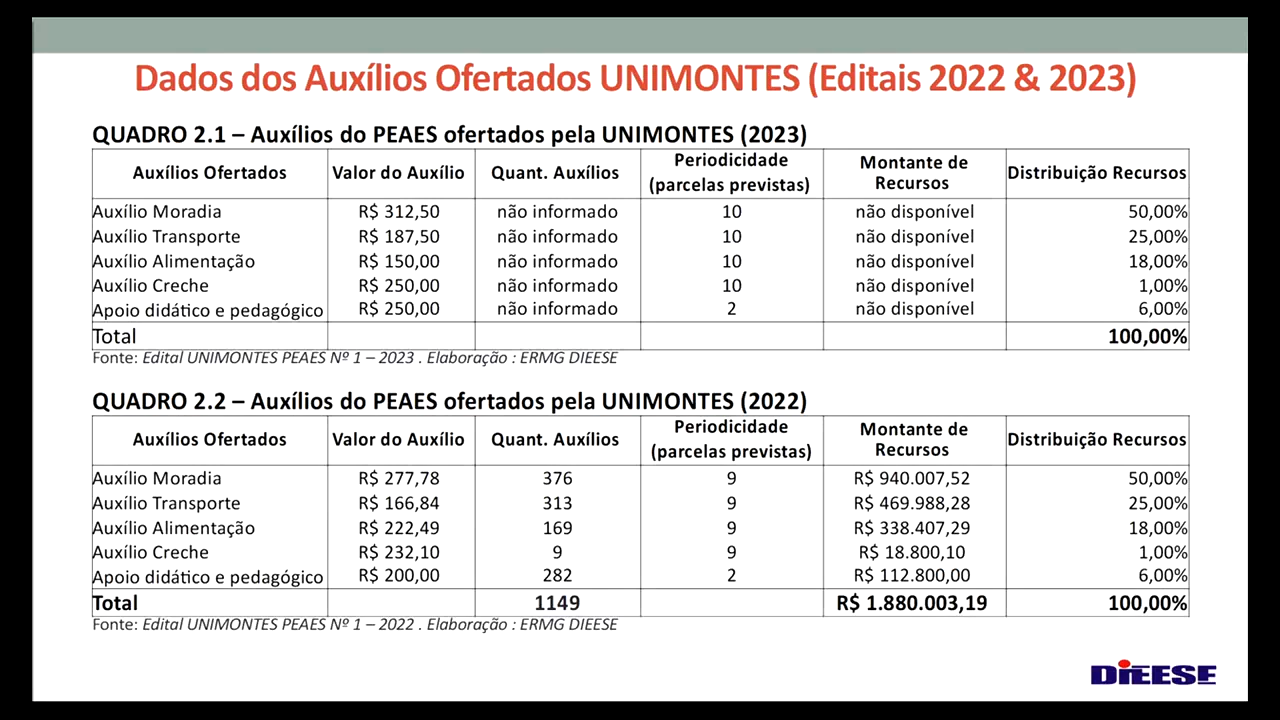 Dados dos Auxílios Ofertados UNIMONTES (Editais 2022 & 2023)
QUADRO 2.1 – Auxílios do PEAES ofertados pela UNIMONTES (2023)
Auxílios Ofertados Valor do Auxílio Quant. Auxílios Periodicidade (parcelas previstas) Montante de Recursos Distribuição Recursos
Auxílio Moradia R$ 312,50 não informado 10 não disponível 50,00%
Auxílio Transporte R$ 187,50 não informado 10 não disponível 25,00%
Auxílio Alimentação R$ 150,00 não informado 10 não disponível 18,00%
Auxílio Creche R$ 250,00 não informado 10 não disponível 1,00%
Apoio didático e pedagógico R$ 250,00 não informado 2 não disponível 6,00%
Total 100,00%
Fonte: Edital UNIMONTES PEAES Nº 1 – 2023 . Elaboração : ERMG DIEESE
QUADRO 2.2 – Auxílios do PEAES ofertados pela UNIMONTES (2022)
Auxílios Ofertados Valor do Auxílio Quant. Auxílios Periodicidade (parcelas previstas) Montante de Recursos Distribuição Recursos
Auxílio Moradia R$ 277,78 376 9 R$ 940.007,52 50,00%
Auxílio Transporte R$ 166,84 313 9 R$ 469.988,28 25,00%
Auxílio Alimentação R$ 222,49 169 9 R$ 338.407,29 18,00%
Auxílio Creche R$ 232,10 9 9 R$ 18.800,10 1,00%
Apoio didático e pedagógico R$ 200,00 282 2 R$ 112.800,00 6,00%
Total 1149 R$ 1.880.003,19 100,00%
Fonte: Edital UNIMONTES PEAES Nº 1 – 2022 . Elaboração : ERMG DIEESE
DIEESE